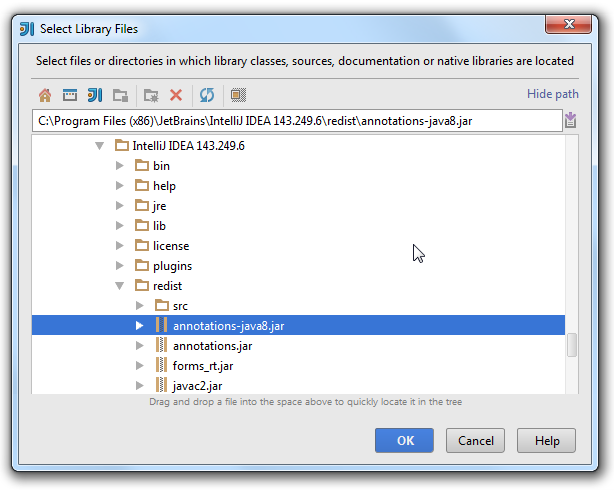 Select Library Files
Select files or directories in which library classes, sources, documentation or native libraries are located
Hide path
C:\Program Files (x86)\JetBrains\IntelliJ IDEA 143.249.6\redist\annotations-java8.jar
IntelliJ IDEA 143.249.6
bin
help
jre
lib
license
plugins
redist
src
annotations-java8.jar
annotations.jar
forms_rt.jar
javac2.jar
Drag and drop a file into the space above to quickly locate it in the tree
OK Cancel Help